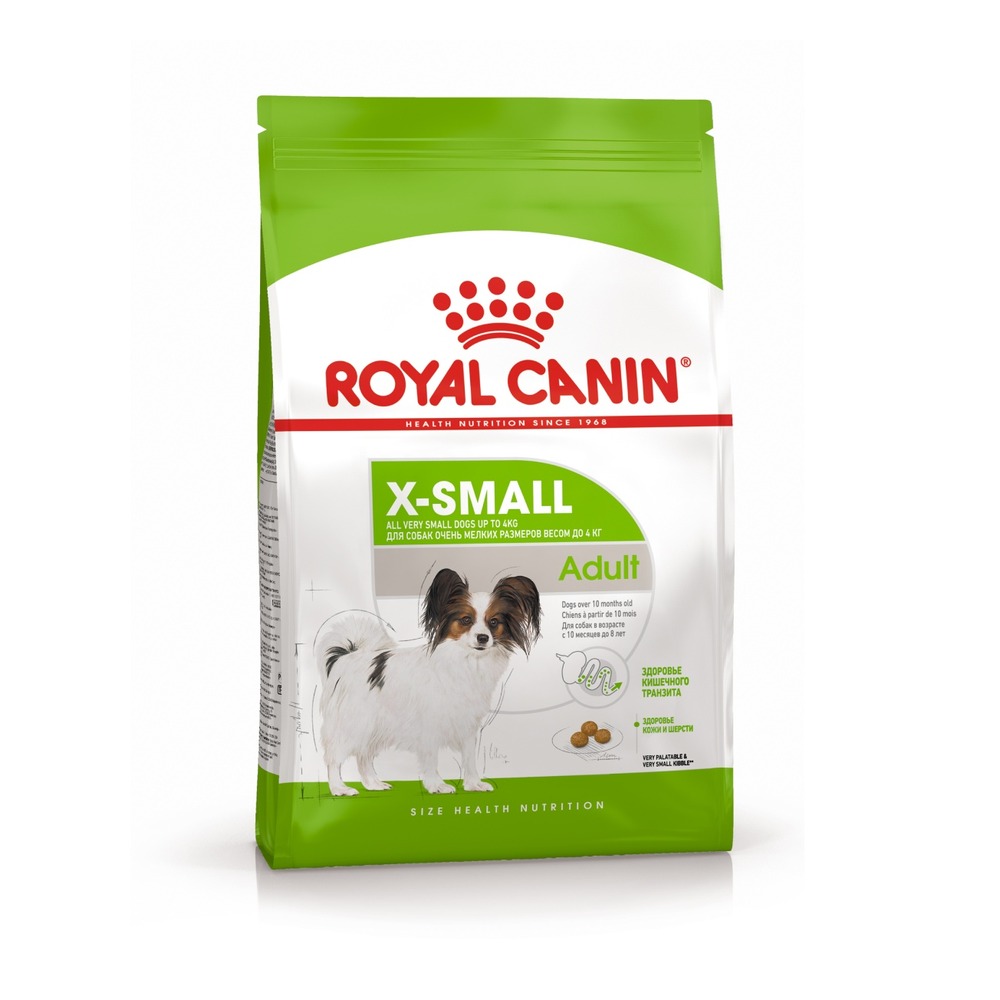 ROYAL CANIN®
HEALTH NUTRITION SINCE 1968
X-SMALL
ALL VERY SMALL DOGS UP TO 4KG
ДЛЯ СОБАК ОЧЕНЬ МЕЛКИХ РАЗМЕРОВ ВЕСОМ ДО 4 КГ
Adult
Dogs over 10 months old
Chiens à partir de 10 mois
Для собак в возрасте
с 10 месяцев до 8 лет
ЗДОРОВЬЕ
КИШЕЧНОГО
ТРАНЗИТА
ЗДОРОВЬЕ
КОЖИ И ШЕРСТИ
VERY PALATABLE &
VERY SMALL KIBBLE**
SIZE HEALTH NUTRITION